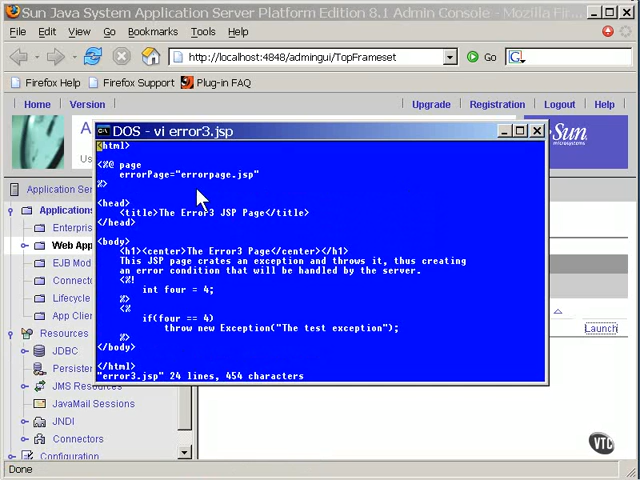 Sun Java System Application Server Platform Edition 8.1 Admin Console - Mozilla Fir
File Edit View Go Bookmarks Tools Help
http://localhost:4848/admingui/TopFrameset
Go
G
Firefox Help Firefox Support Plug-in FAQ
Home Version Upgrade Registration Logout Help
DOS - vi error3.jsp
Sun
microsystems
Application Serv
Applications
Enterpris
Web App
EJB Mod
Connecto
Lifecycle
App Clier
Resources
JDBC
Persister
JMS Resources
JavaMail Sessions
JNDI
Connectors
Configuration
<html>
<%@ page
errorPage="errorpage.jsp"
%>
<head>
<title>The Error3 JSP Page</title>
</head>
<body>
<h1><center>The Error3 Page</center></h1>
This JSP page crates an exception and throws it, thus creating
an error condition that will be handled by the server.
<%!
int four = 4;
%>
<%
if(four == 4)
throw new Exception("The test exception");
%>
</body>
</html>
"error3.jsp" 24 lines, 454 characters
Launch
VTC
Done